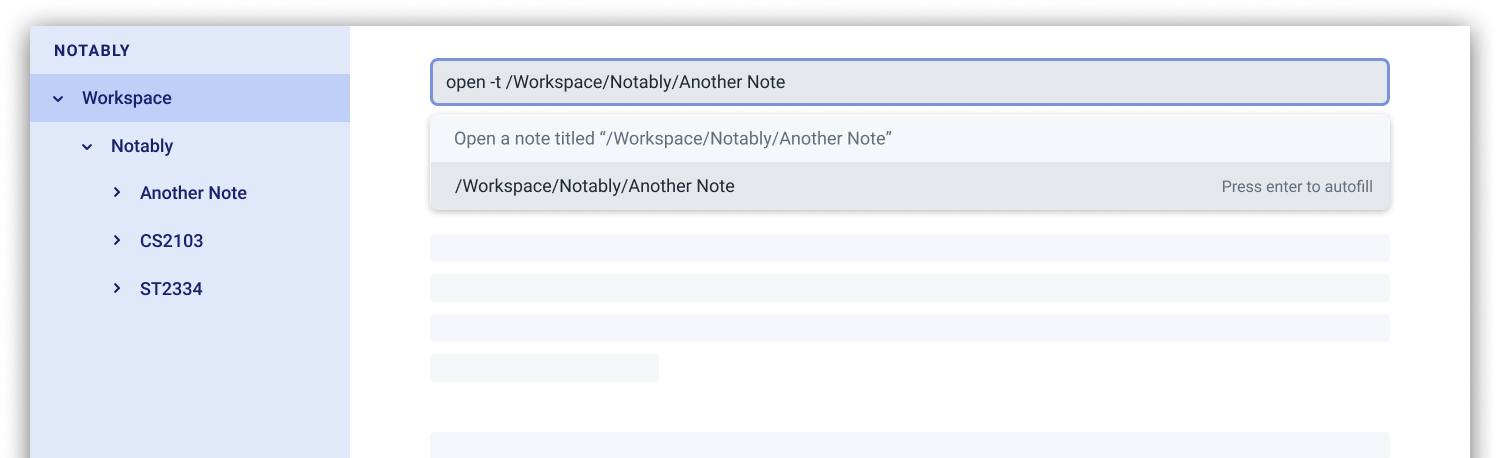 NOTABLY
Workspace
Notably
Another Note
CS2103
ST2334
open -t /Workspace/Notably/Another Note
Open a note titled “/Workspace/Notably/Another Note”
/Workspace/Notably/Another Note Press enter to autofill